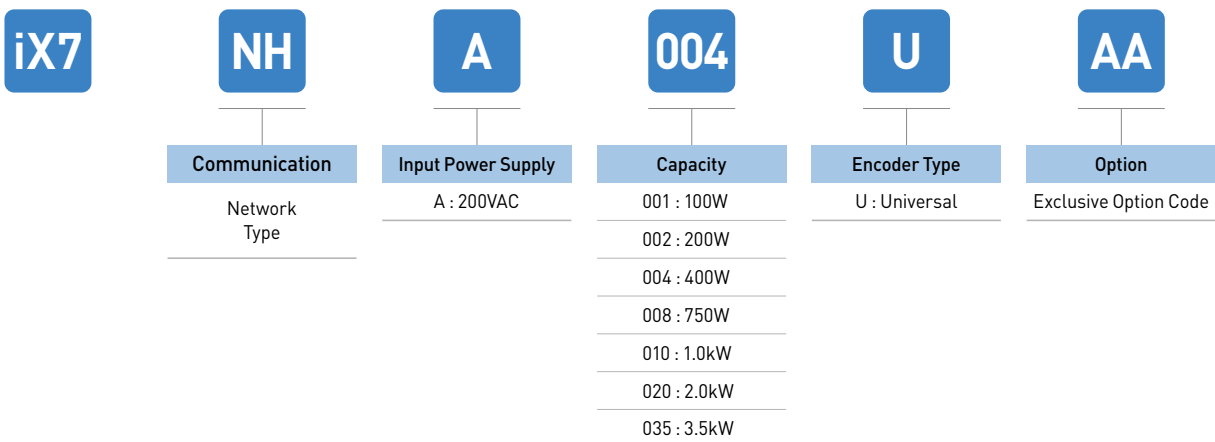 iX7 NH A 004 U AA
Communication Input Power Supply Capacity Encoder Type Option
Network
Type
A : 200VAC
001 : 100W
002 : 200W
004 : 400W
008 : 750W
010 : 1.0kW
020 : 2.0kW
035 : 3.5kW
U : Universal
Exclusive Option Code